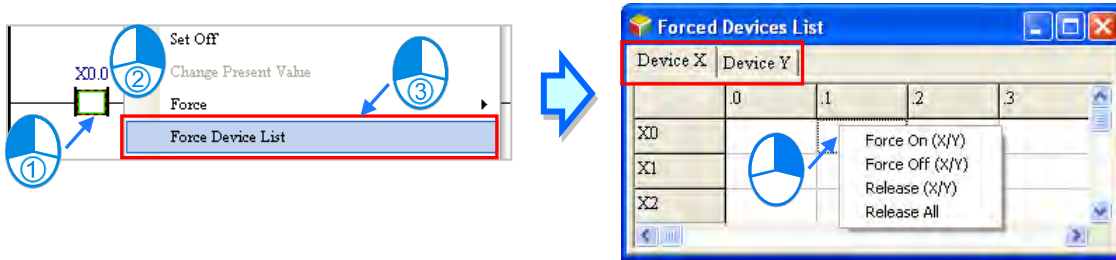 Set Off
X0.0
②
Change Present Value
③
Force
Force Device List
①
Forced Devices List
Device X
Device Y
.0
.1
.2
.3
X0
X1
X2
Force On (X/Y)
Force Off (X/Y)
Release (X/Y)
Release All